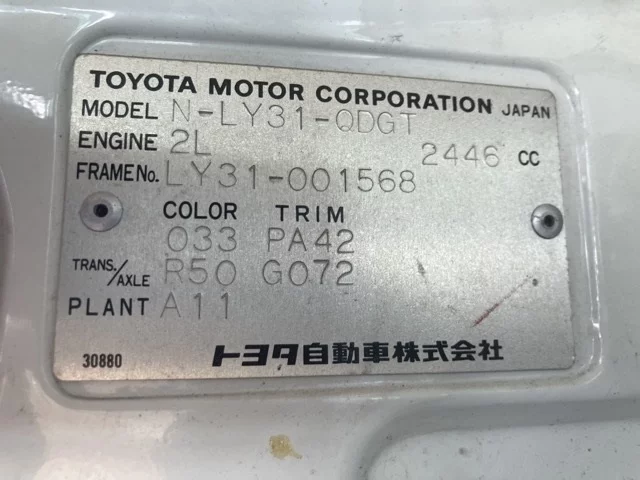 TOYOTA MOTOR CORPORATION JAPAN
MODEL N-LY31-QDGT
ENGINE 2L 2446 CC
FRAME No. LY31-001568
COLOR TRIM
033 PA42
TRANS./AXLE R50 G072
PLANT A11
30880 トヨタ自動車株式会社